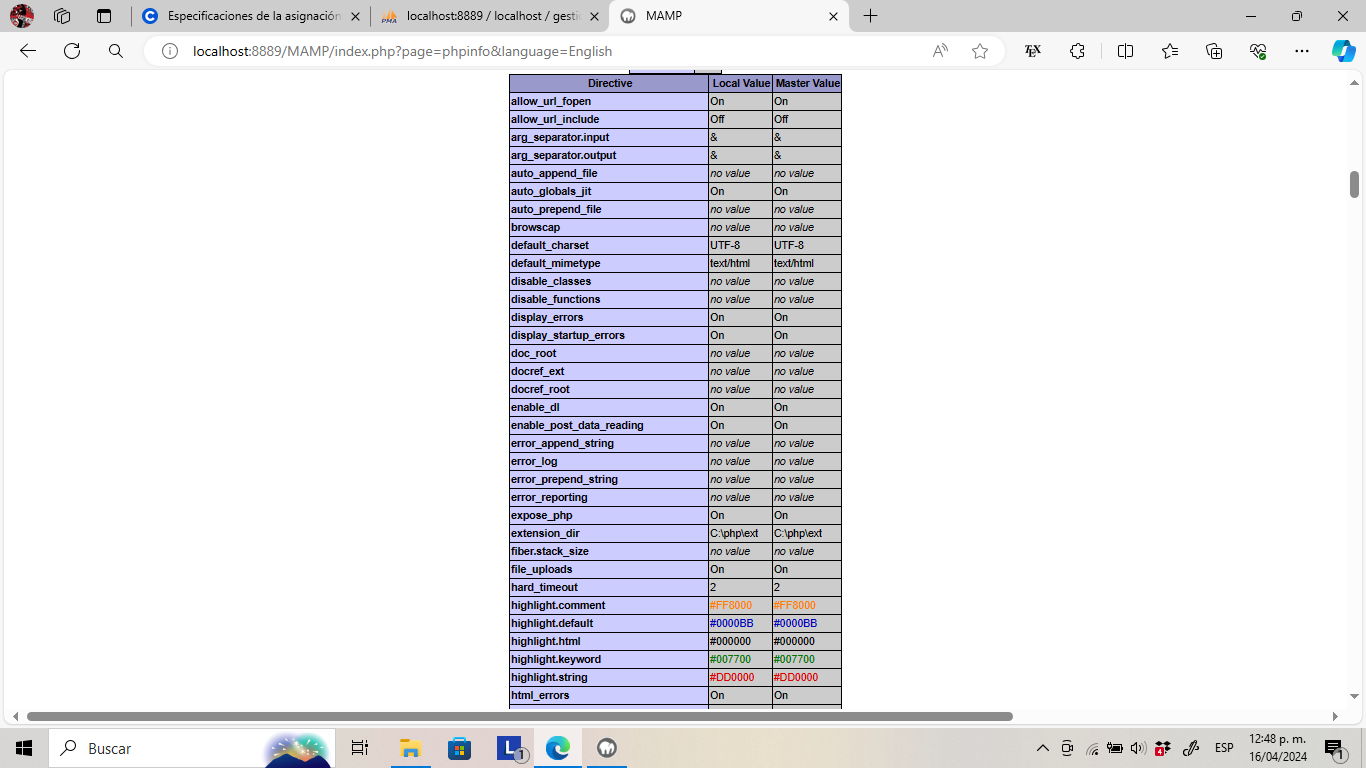 Especificaciones de la asignación
localhost:8889 / localhost / gesti
MAMP
localhost:8889/MAMP/index.php?page=phpinfo&language=English
Directive Local Value Master Value
allow_url_fopen On On
allow_url_include Off Off
arg_separator.input & &
arg_separator.output & &
auto_append_file no value no value
auto_globals_jit On On
auto_prepend_file no value no value
browscap no value no value
default_charset UTF-8 UTF-8
default_mimetype text/html text/html
disable_classes no value no value
disable_functions no value no value
display_errors On On
display_startup_errors On On
doc_root no value no value
docref_ext no value no value
docref_root no value no value
enable_dl On On
enable_post_data_reading On On
error_append_string no value no value
error_log no value no value
error_prepend_string no value no value
error_reporting no value no value
expose_php On On
extension_dir C:\php\ext C:\php\ext
fiber.stack_size no value no value
file_uploads On On
hard_timeout 2 2
highlight.comment #FF8000 #FF8000
highlight.default #0000BB #0000BB
highlight.html #000000 #000000
highlight.keyword #007700 #007700
highlight.string #DD0000 #DD0000
html_errors On On
Buscar
ESP
12:48 p. m.
16/04/2024